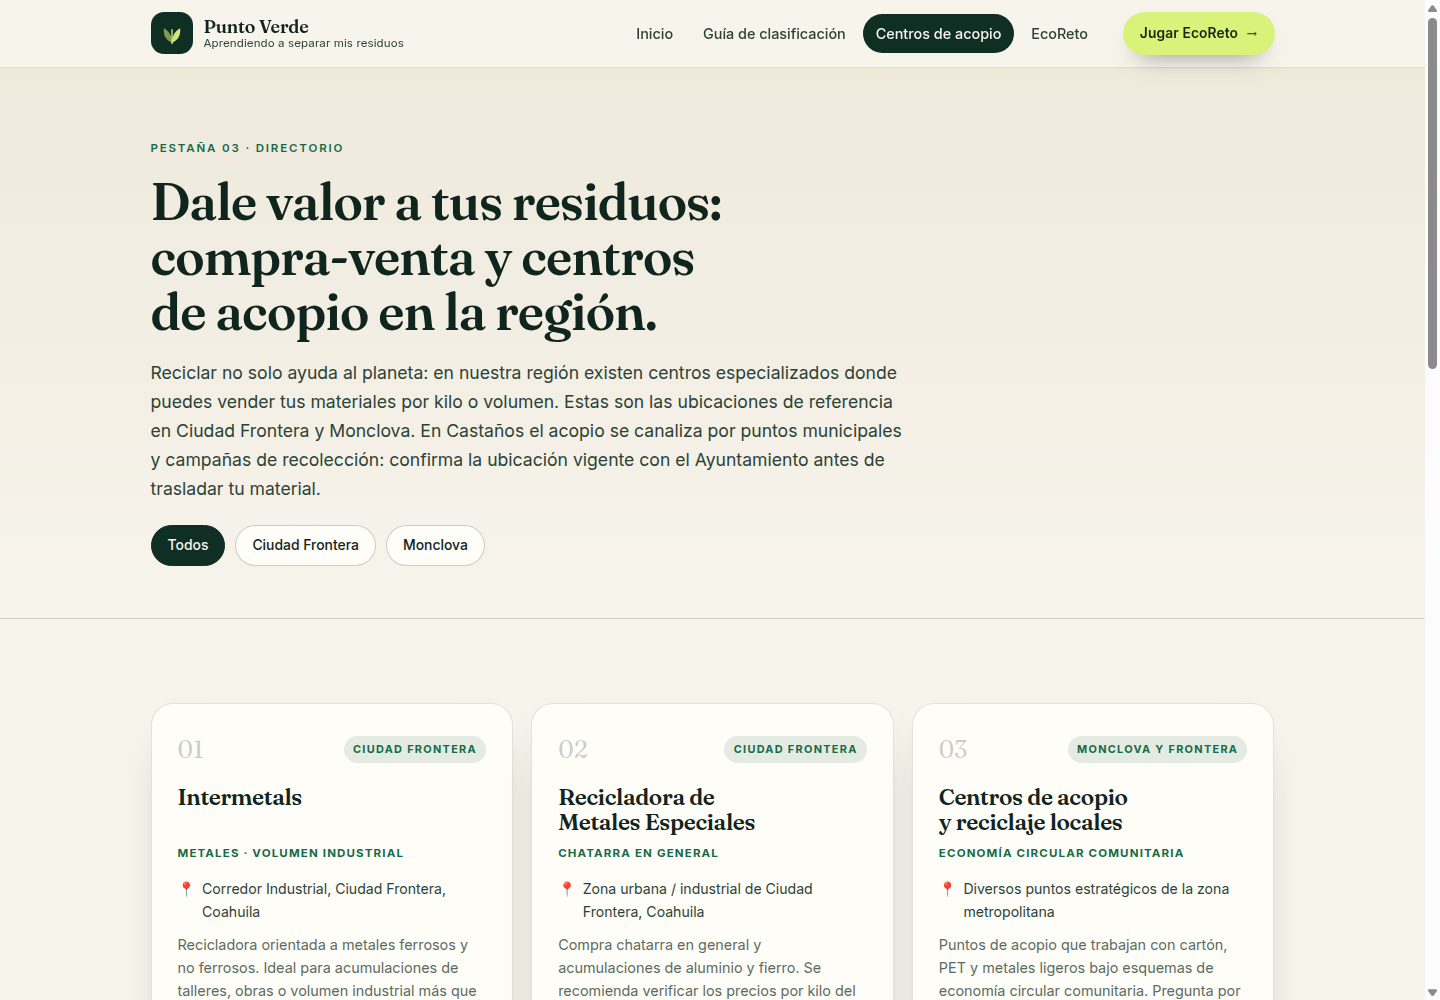 Punto Verde
Aprendiendo a separar mis residuos
Inicio
Guía de clasificación
Centros de acopio
EcoReto
Jugar EcoReto →
PESTAÑA 03 · DIRECTORIO
Dale valor a tus residuos:
compra-venta y centros
de acopio en la región.
Reciclar no solo ayuda al planeta: en nuestra región existen centros especializados donde
puedes vender tus materiales por kilo o volumen. Estas son las ubicaciones de referencia
en Ciudad Frontera y Monclova. En Castaños el acopio se canaliza por puntos municipales
y campañas de recolección: confirma la ubicación vigente con el Ayuntamiento antes de
trasladar tu material.
Todos
Ciudad Frontera
Monclova
01
CIUDAD FRONTERA
Intermetals
METALES · VOLUMEN INDUSTRIAL
Corredor Industrial, Ciudad Frontera,
Coahuila
Recicladora orientada a metales ferrosos y
no ferrosos. Ideal para acumulaciones de
talleres, obras o volumen industrial más que
02
CIUDAD FRONTERA
Recicladora de
Metales Especiales
CHATARRA EN GENERAL
Zona urbana / industrial de Ciudad
Frontera, Coahuila
Compra chatarra en general y
acumulaciones de aluminio y fierro. Se
recomienda verificar los precios por kilo del
03
MONCLOVA Y FRONTERA
Centros de acopio
y reciclaje locales
ECONOMÍA CIRCULAR COMUNITARIA
Diversos puntos estratégicos de la zona
metropolitana
Puntos de acopio que trabajan con cartón,
PET y metales ligeros bajo esquemas de
economía circular comunitaria. Pregunta por